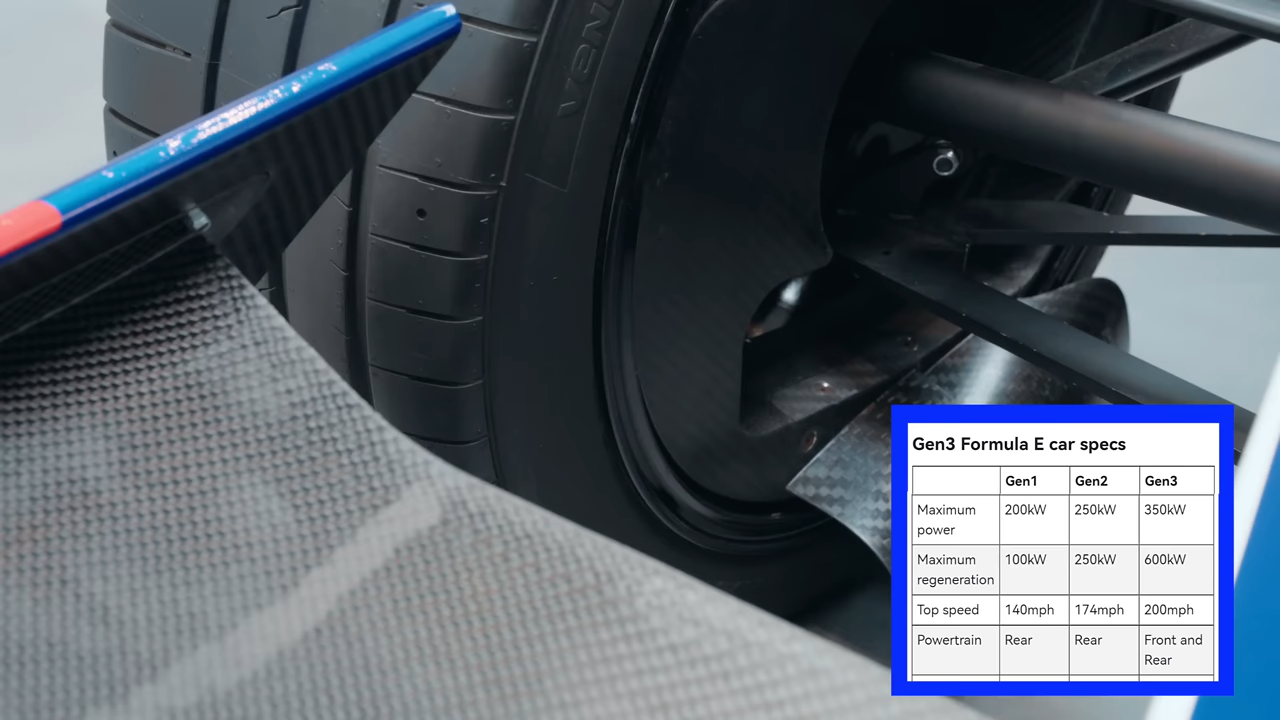 VENT
Gen3 Formula E car specs
Gen1 Gen2 Gen3
Maximum power 200kW 250kW 350kW
Maximum regeneration 100kW 250kW 600kW
Top speed 140mph 174mph 200mph
Powertrain Rear Rear Front and Rear